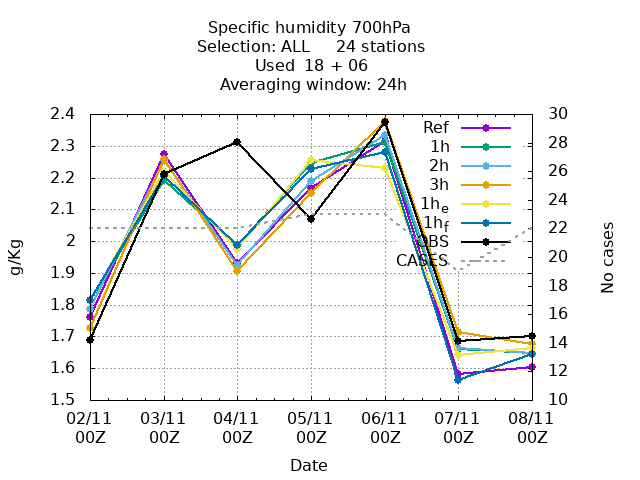 Specific humidity 700hPa
Selection: ALL 24 stations
Used 18 + 06
Averaging window: 24h
g/Kg
2.4
2.3
2.2
2.1
2
1.9
1.8
1.7
1.6
1.5
30
28
26
24
22
20
18
16
14
12
10
No cases
Ref
1h
2h
3h
1he
1hf
OBS
CASES
02/11 03/11 04/11 05/11 06/11 07/11 08/11
00Z 00Z 00Z 00Z 00Z 00Z 00Z
Date